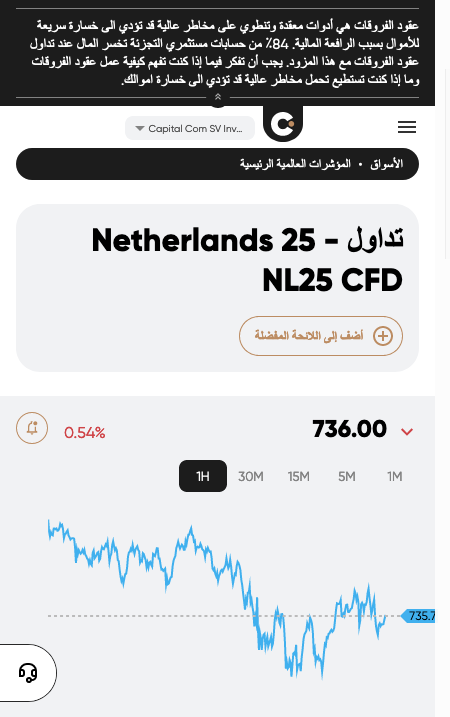 عقود الفروقات هي أدوات معقدة وتنطوي على مخاطر عالية قد تؤدي الى خسارة سريعة
للأموال بسبب الرافعة المالية. 84٪ من حسابات مستثمري التجزئة تخسر المال عند تداول
عقود الفروقات مع هذا المزود. يجب أن تفكر فيما إذا كنت تفهم كيفية عمل عقود الفروقات
وما إذا كنت تستطيع تحمل مخاطر عالية قد تؤدي الى خسارة اموالك.
Capital Com SV Inv...
الأسواق • المؤشرات العالمية الرئيسية
تداول Netherlands 25 -
NL25 CFD
أضف إلى اللائحة المفضلة
736.00
0.54%
1H 30M 15M 5M 1M
735.7